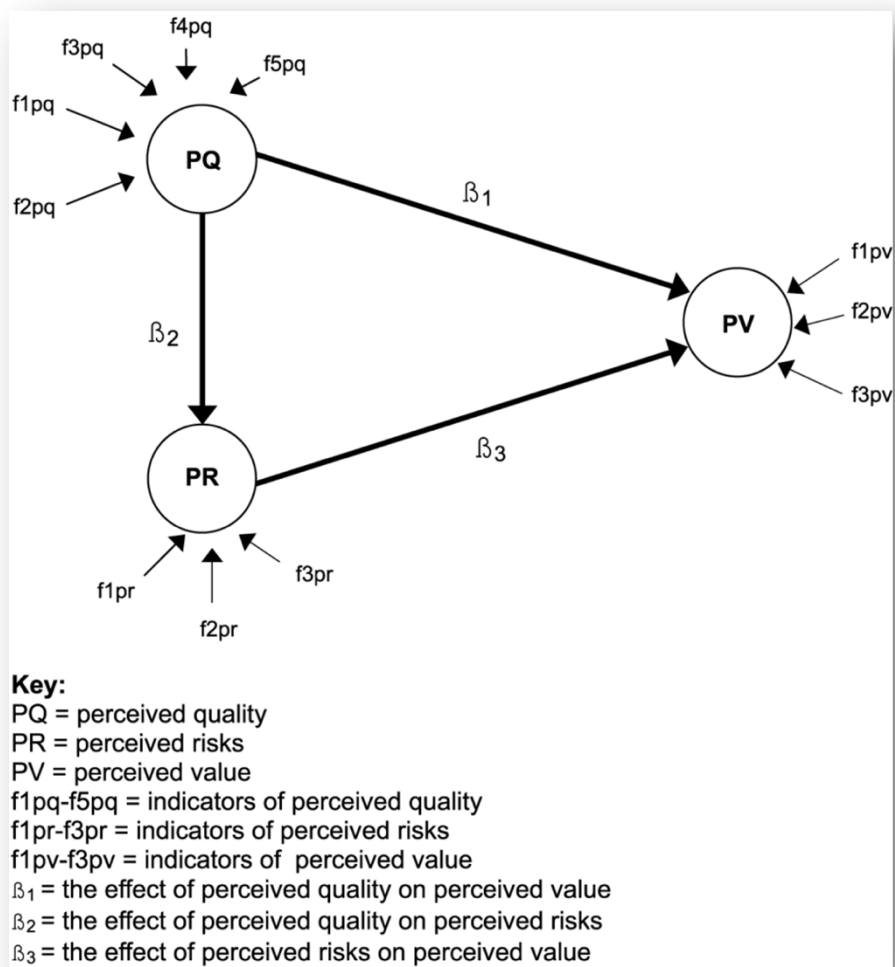 f4pq
f3pq
f5pq
f1pq
PQ
f2pq
ß1
f1pv
f2pv
PV
ß2
f3pv
ß3
PR
f3pr
f1pr
f2pr
Key:
PQ = perceived quality
PR = perceived risks
PV = perceived value
f1pq-f5pq = indicators of perceived quality
f1pr-f3pr = indicators of perceived risks
f1pv-f3pv = indicators of  perceived value
ß1 = the effect of perceived quality on perceived value
ß2 = the effect of perceived quality on perceived risks
ß3 = the effect of perceived risks on perceived value